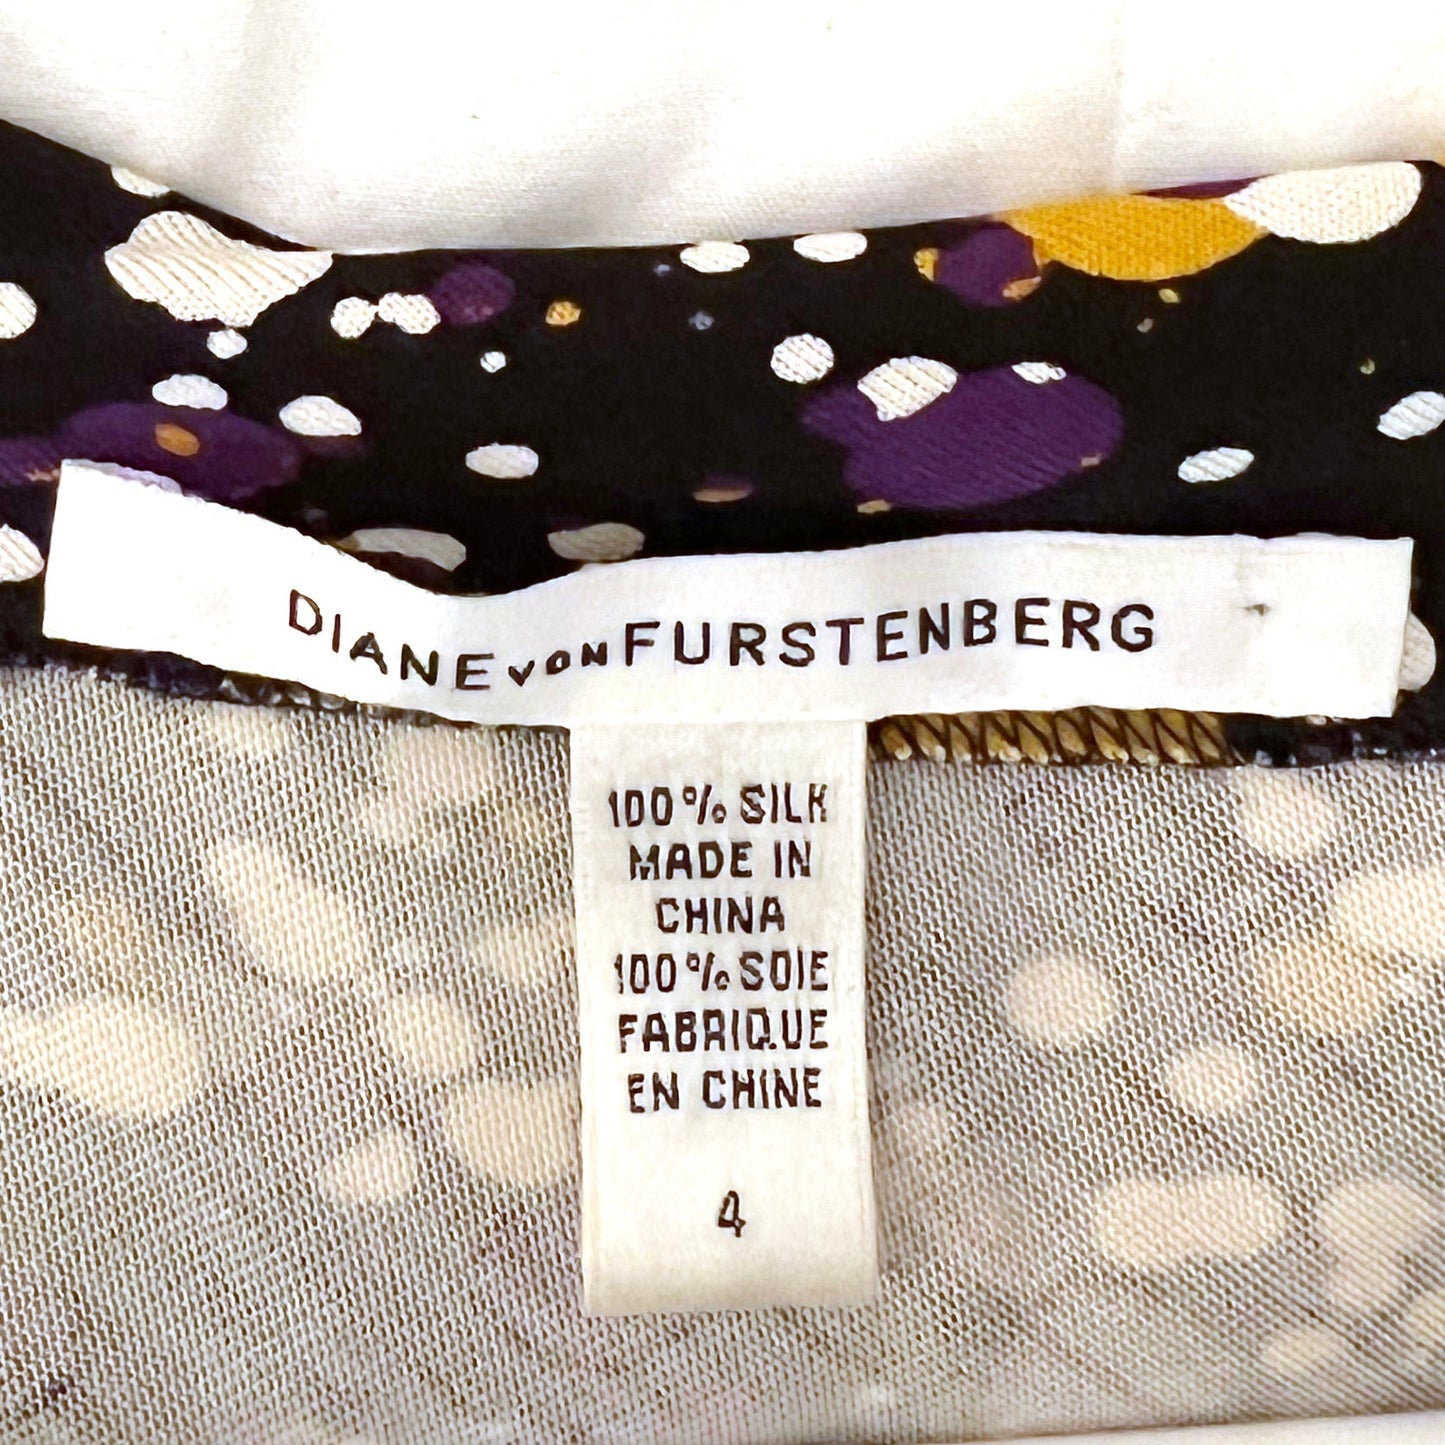 DIANE VON FURSTENBERG
100% SILK
MADE IN
CHINA
100% SOIE
FABRIQUE
EN CHINE
4